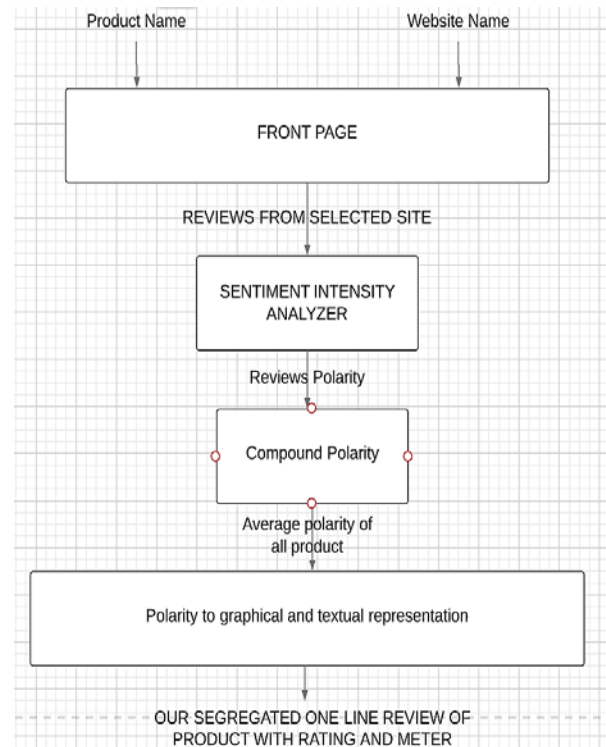 Product Name
Website Name
FRONT PAGE
REVIEWS FROM SELECTED SITE
SENTIMENT INTENSITY
ANALYZER
Reviews Polarity
Compound Polarity
Average polarity of
all product
Polarity to graphical and textual representation
OUR SEGREGATED ONE LINE REVIEW OF
PRODUCT WITH RATING AND METER